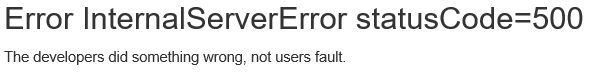 Error InternalServerError statusCode=500
The developers did something wrong, not users fault.